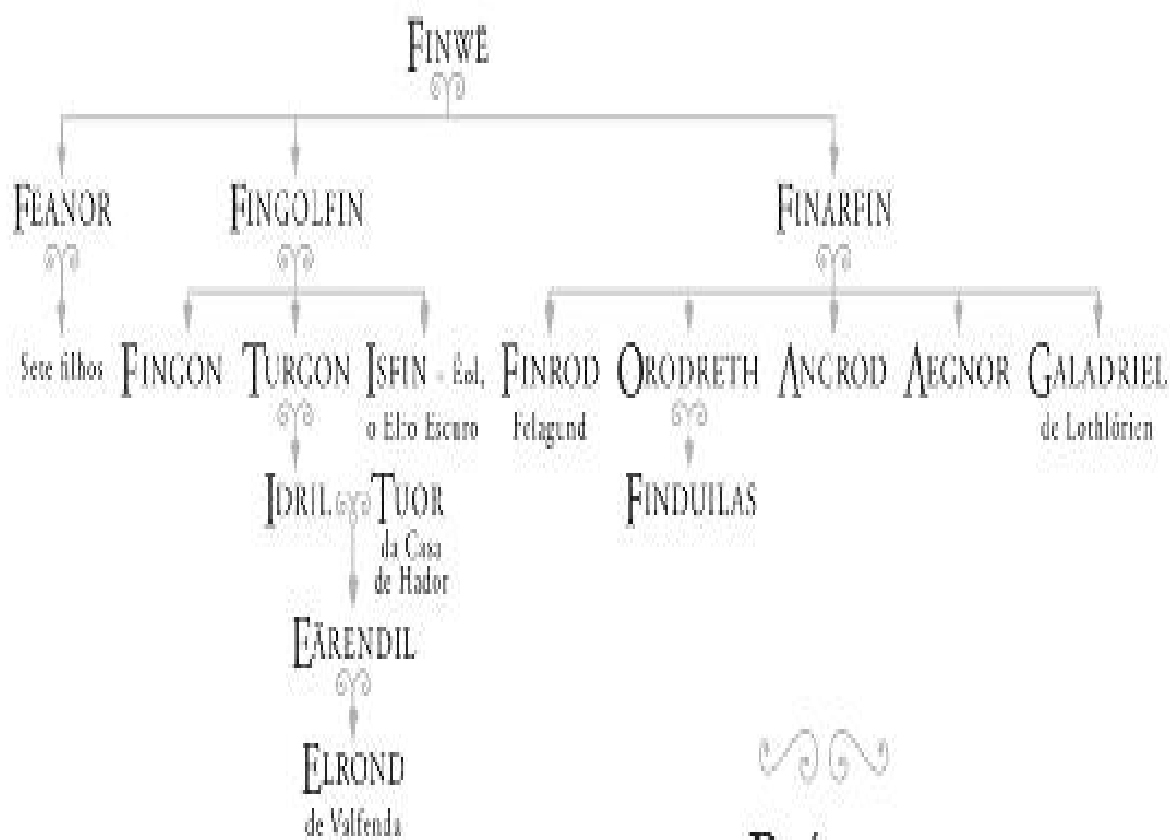 FINWË
FËANOR FINGOLFIN FINARFIN
Sete filhos FINGON TURGON ISFIN = Eöl, FINROD ORODRETH ANGROD AEGNOR GALADRIEL
o Elfo Escuro Felagund de Lothlórien
IDRIL TUOR FINDUILAS
da Casa
de Hador
EÄRENDIL
ELROND
de Valfenda